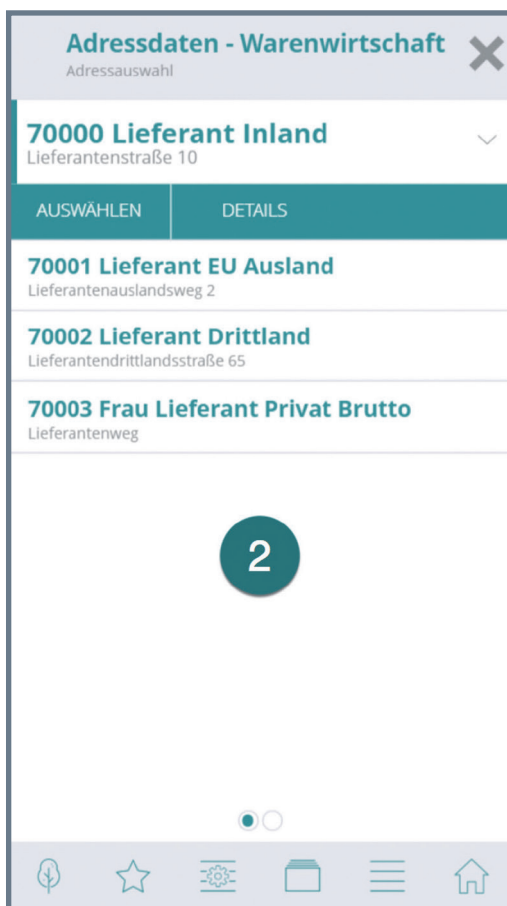 Adressdaten - Warenwirtschaft
Adressauswahl
70000 Lieferant Inland
Lieferantenstraße 10
AUSWÄHLEN DETAILS
70001 Lieferant EU Ausland
Lieferantenauslandsweg 2
70002 Lieferant Drittland
Lieferantendrittlandsstraße 65
70003 Frau Lieferant Privat Brutto
Lieferantenweg
2